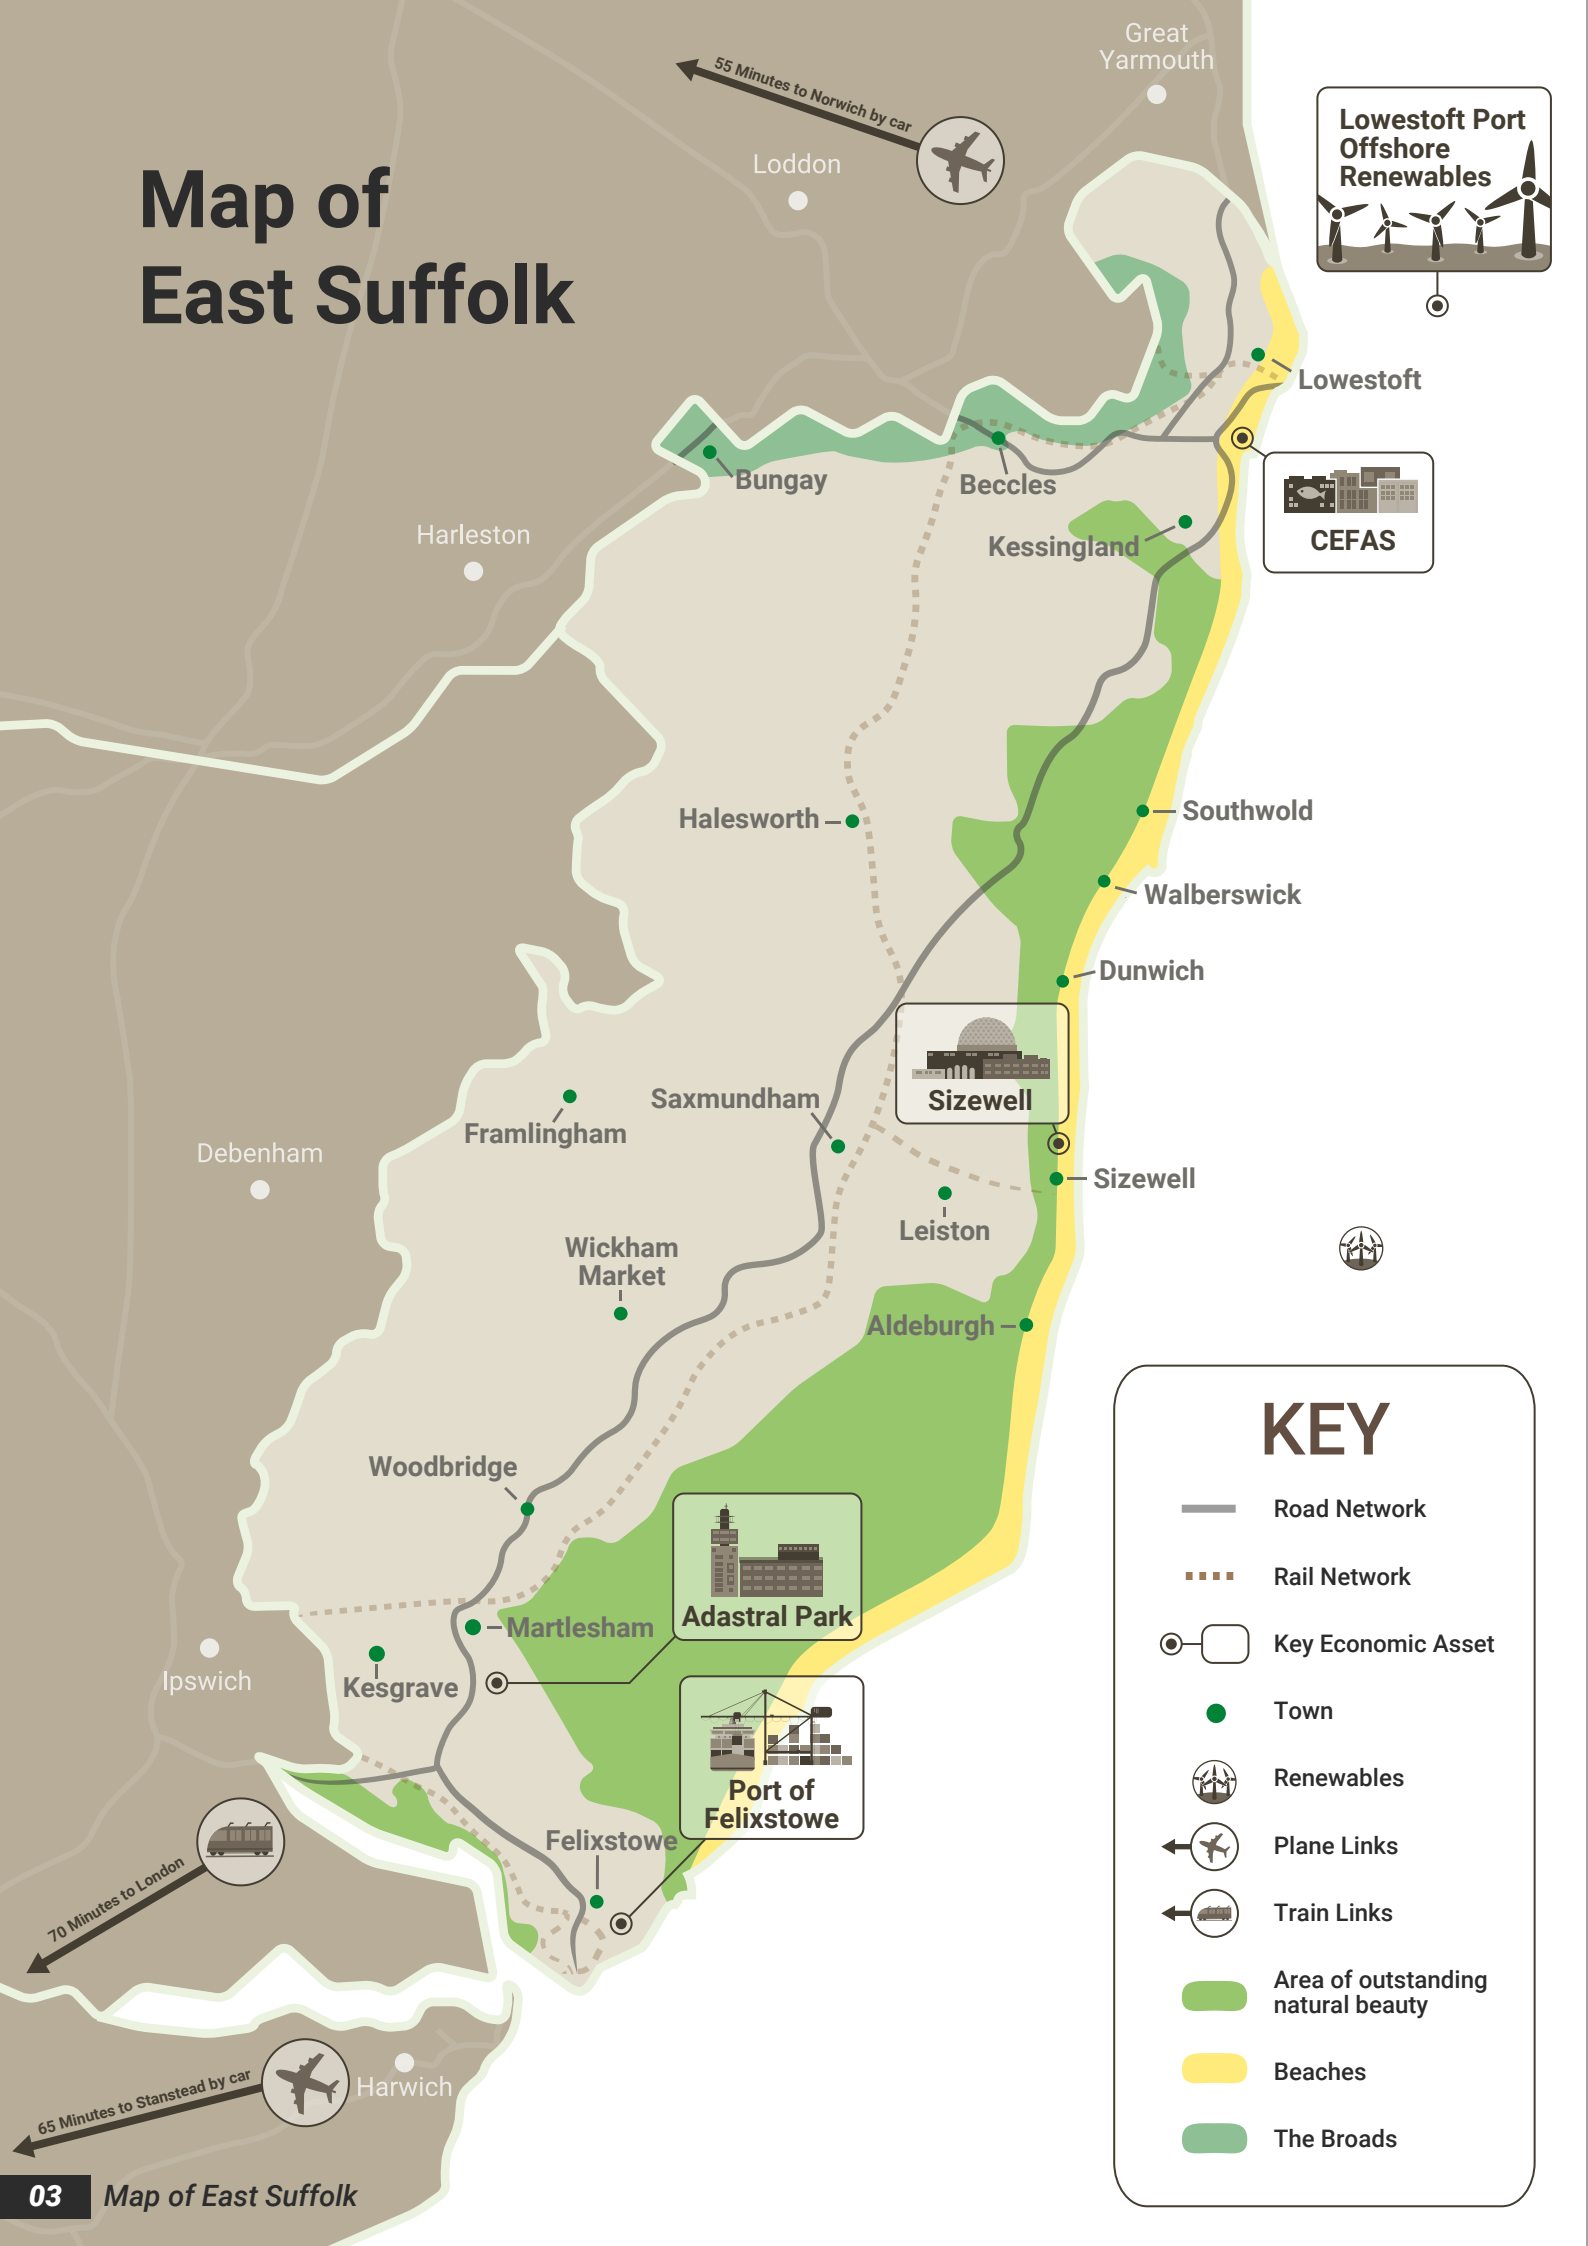 Map of
East Suffolk
55 Minutes to Norwich by car
Great
Yarmouth
Loddon
Lowestoft Port
Offshore
Renewables
Lowestoft
Bungay
Beccles
CEFAS
Harleston
Kessingland
Halesworth
Southwold
Walberswick
Dunwich
Sizewell
Saxmundham
Framlingham
Debenham
Sizewell
Leiston
Wickham
Market
Aldeburgh
Woodbridge
Adastral Park
Martlesham
Kesgrave
Ipswich
Port of
Felixstowe
Felixstowe
70 Minutes to London
65 Minutes to Stanstead by car
Harwich
KEY
Road Network
Rail Network
Key Economic Asset
Town
Renewables
Plane Links
Train Links
Area of outstanding
natural beauty
Beaches
The Broads
03 Map of East Suffolk